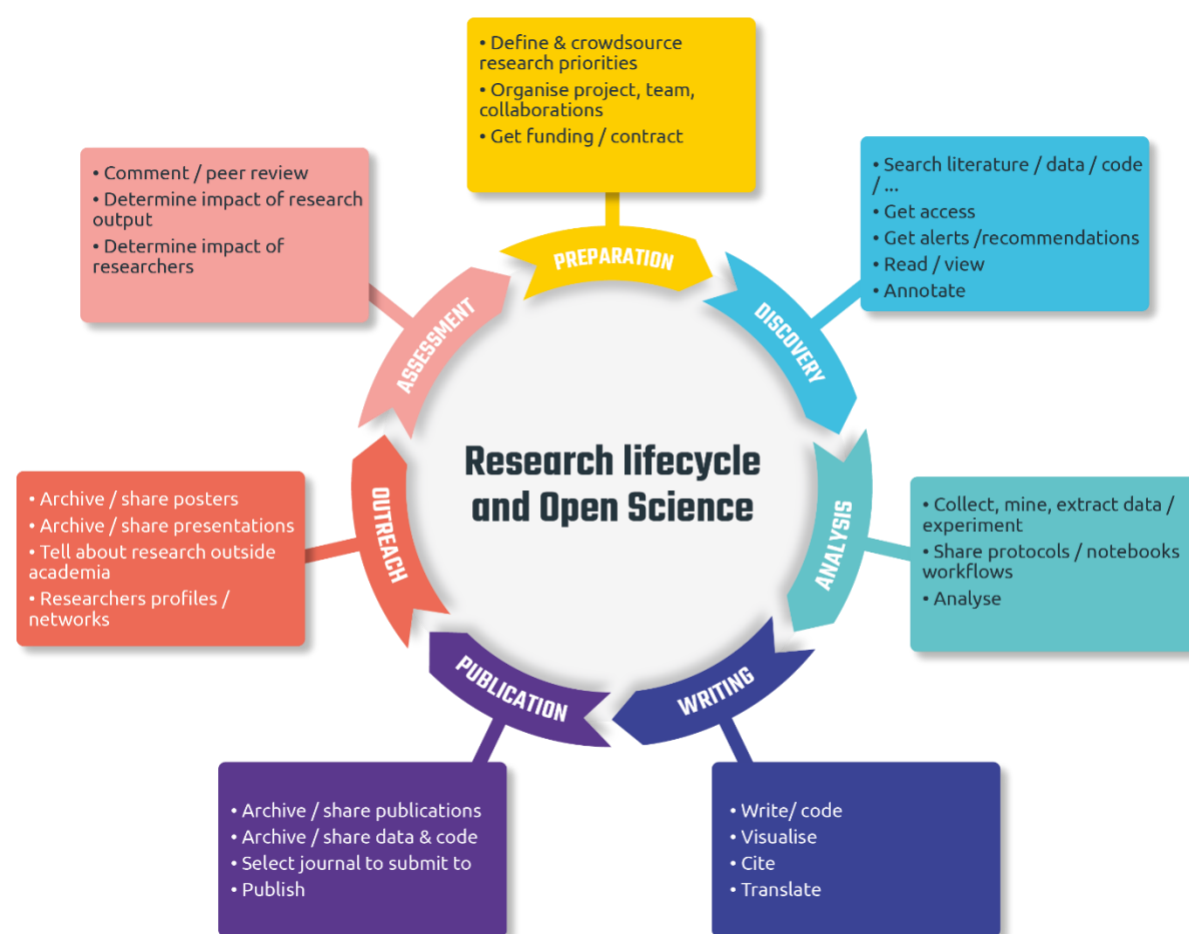 • Define & crowdsource
research priorities
• Organise project, team,
collaborations
• Get funding / contract
PREPARATION
• Search literature / data / code
/ ...
• Get access
• Get alerts /recommendations
• Read / view
• Annotate
DISCOVERY
• Collect, mine, extract data /
experiment
• Share protocols / notebooks
workflows
• Analyse
ANALYSIS
• Write/ code
• Visualise
• Cite
• Translate
WRITING
• Archive / share publications
• Archive / share data & code
• Select journal to submit to
• Publish
PUBLICATION
• Archive / share posters
• Archive / share presentations
• Tell about research outside
academia
• Researchers profiles /
networks
OUTREACH
• Comment / peer review
• Determine impact of research
output
• Determine impact of
researchers
ASSESSMENT
Research lifecycle
and Open Science